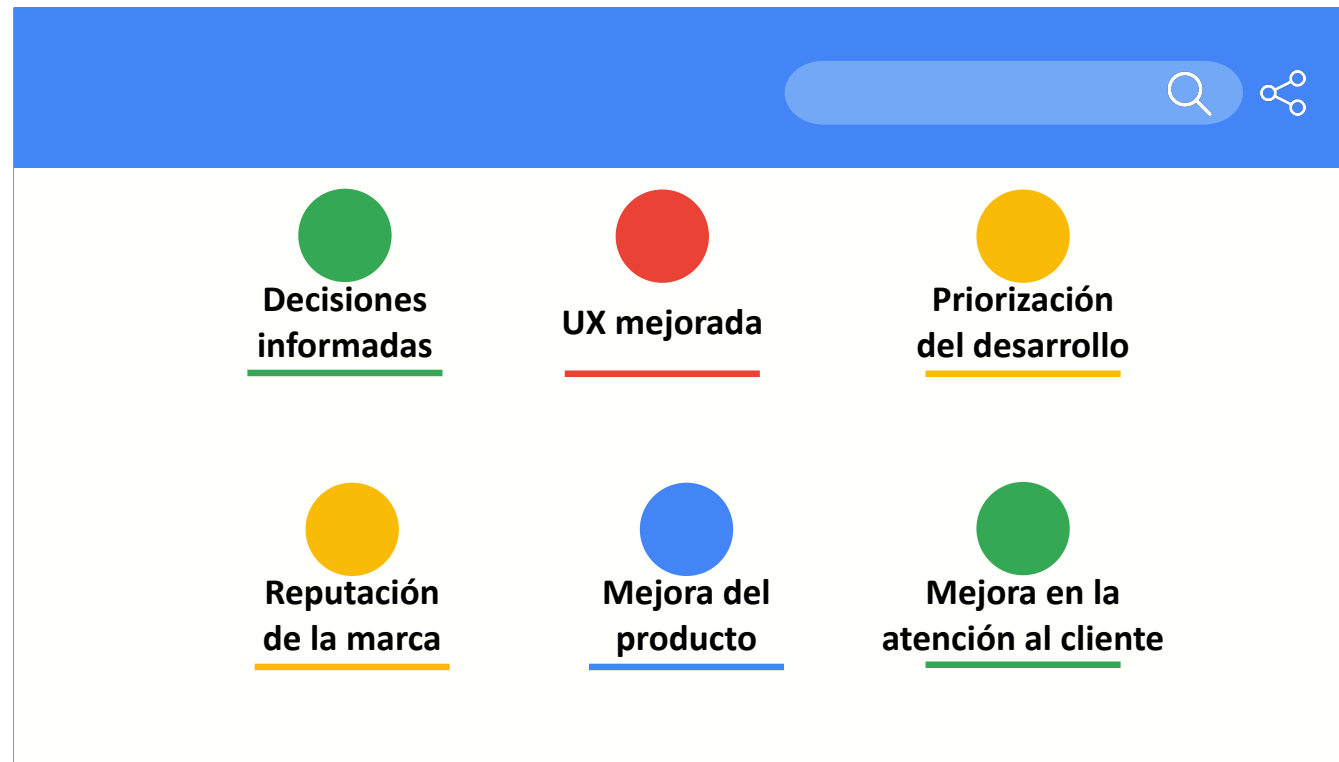 Decisiones
informadas
UX mejorada
Priorización
del desarrollo
Reputación
de la marca
Mejora del
producto
Mejora en la
atención al cliente